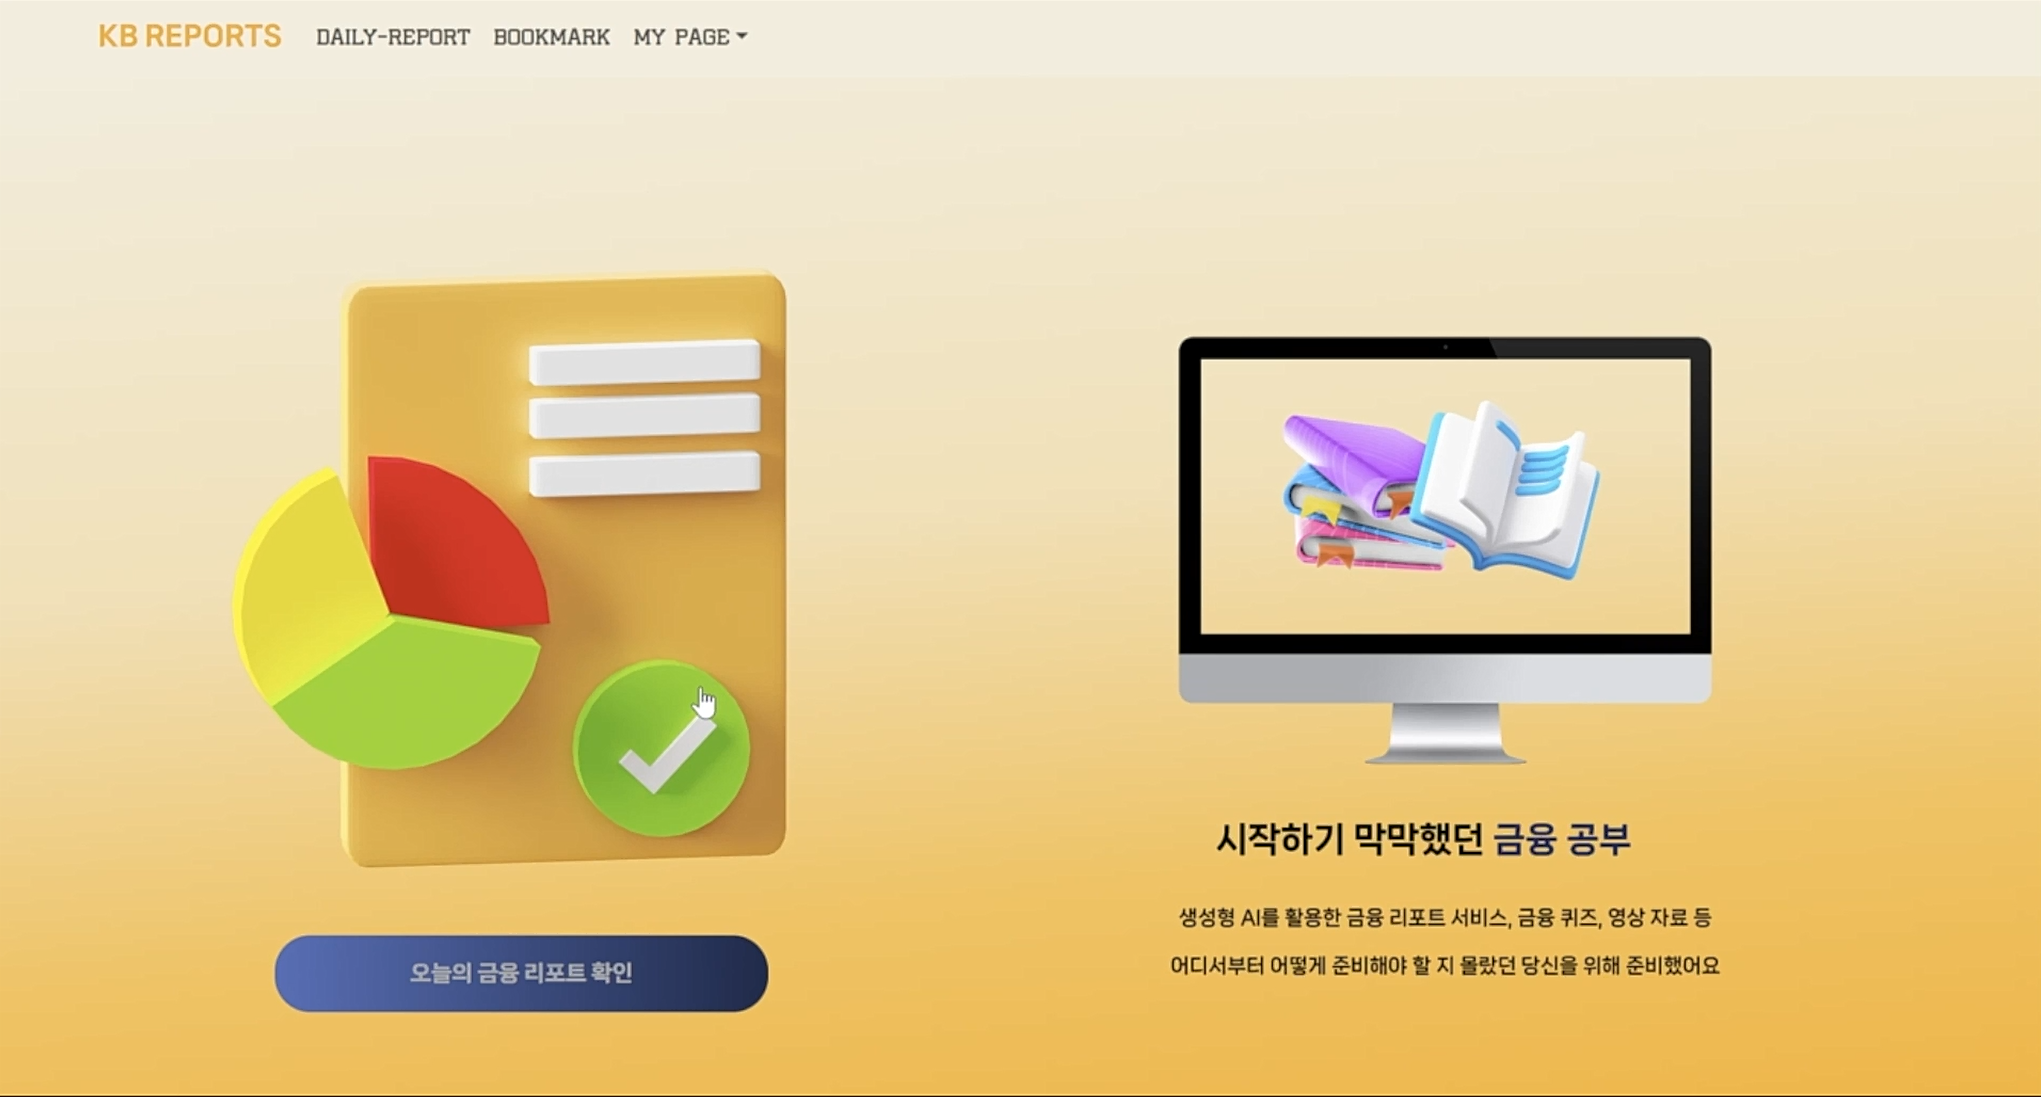 KB REPORTS DAILY-REPORT BOOKMARK MY PAGE
시작하기 막막했던 금융 공부
생성형 AI를 활용한 금융 리포트 서비스, 금융 퀴즈, 영상 자료 등
어디서부터 어떻게 준비해야 할 지 몰랐던 당신을 위해 준비했어요
오늘의 금융 리포트 확인